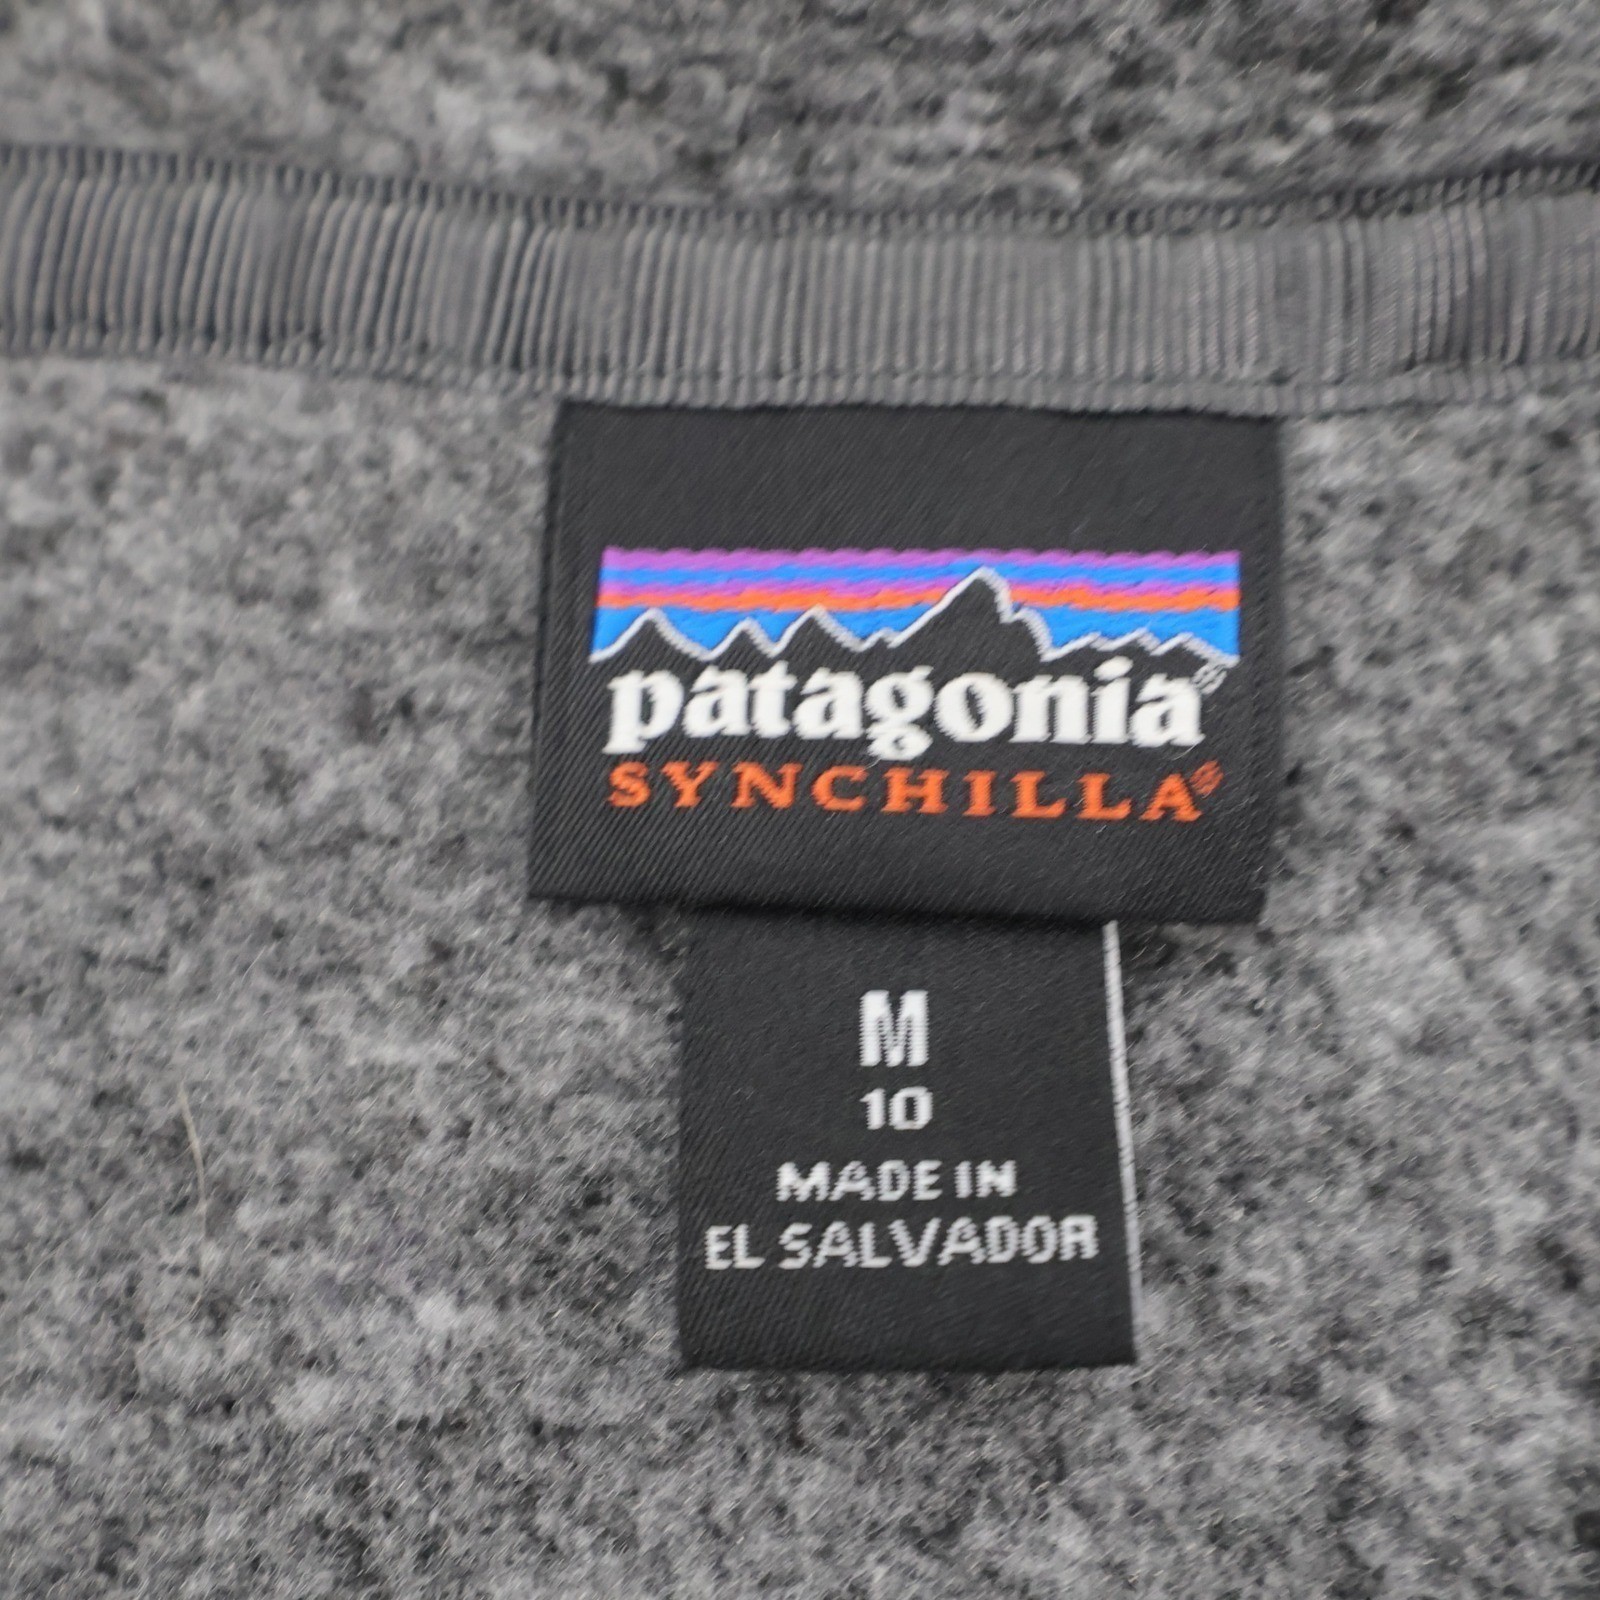 patagonia®
SYNCHILLA®
M
10
MADE IN
EL SALVADOR